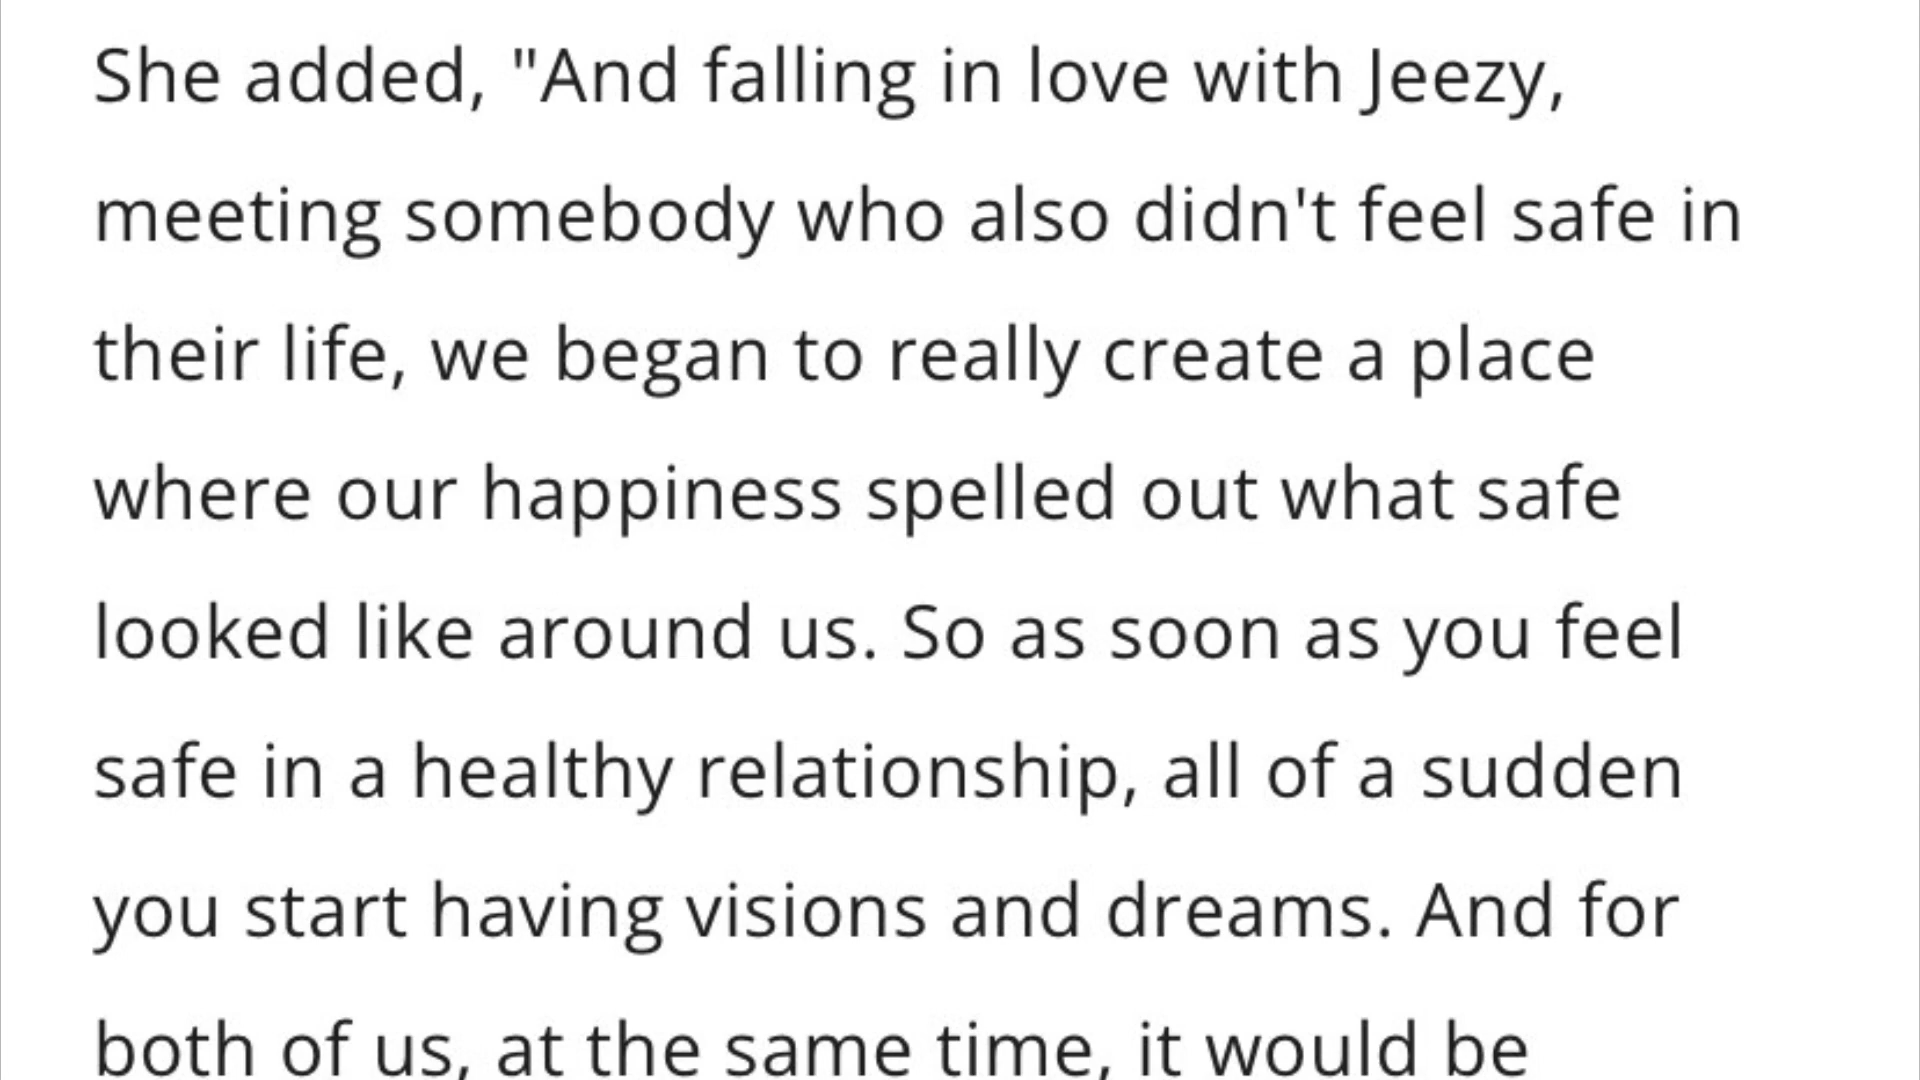 She added, "And falling in love with Jeezy,
meeting somebody who also didn't feel safe in
their life, we began to really create a place
where our happiness spelled out what safe
looked like around us. So as soon as you feel
safe in a healthy relationship, all of a sudden
you start having visions and dreams. And for
both of us, at the same time, it would be